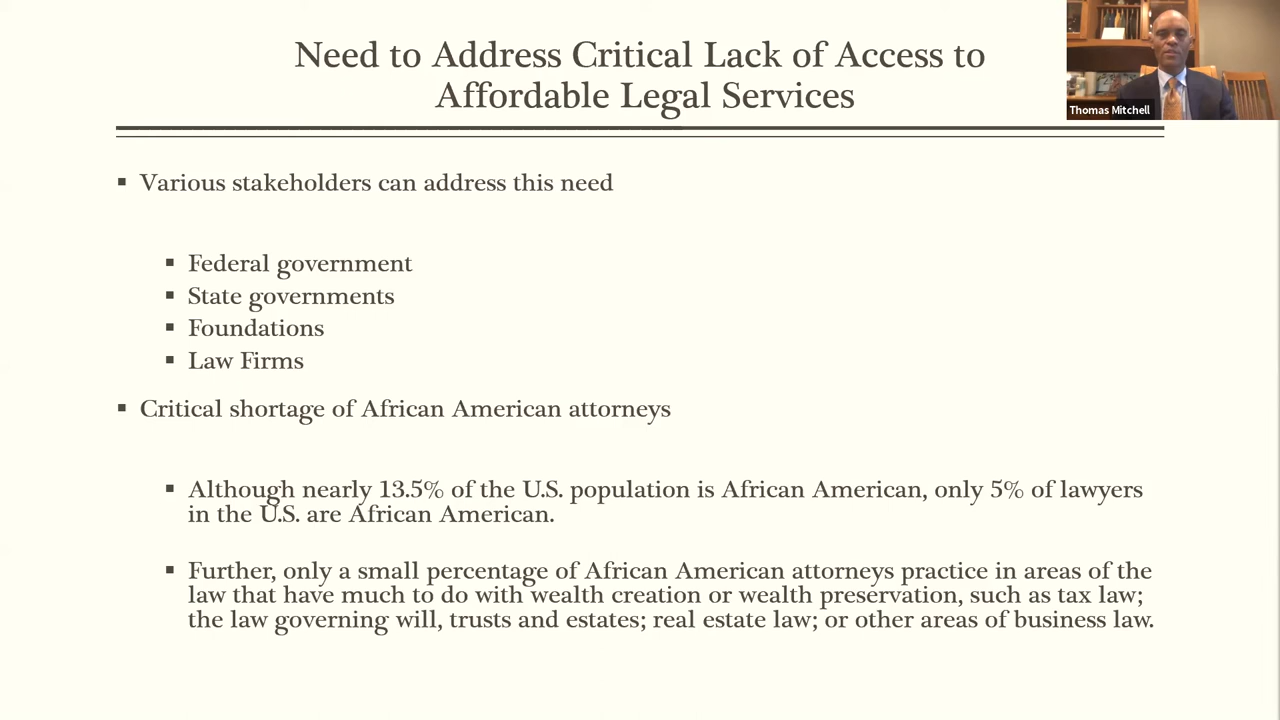 Need to Address Critical Lack of Access to
Affordable Legal Services
Thomas Mitchell
▪ Various stakeholders can address this need
▪ Federal government
▪ State governments
▪ Foundations
▪ Law Firms
▪ Critical shortage of African American attorneys
▪ Although nearly 13.5% of the U.S. population is African American, only 5% of lawyers
in the U.S. are African American.
▪ Further, only a small percentage of African American attorneys practice in areas of the
law that have much to do with wealth creation or wealth preservation, such as tax law;
the law governing will, trusts and estates; real estate law; or other areas of business law.